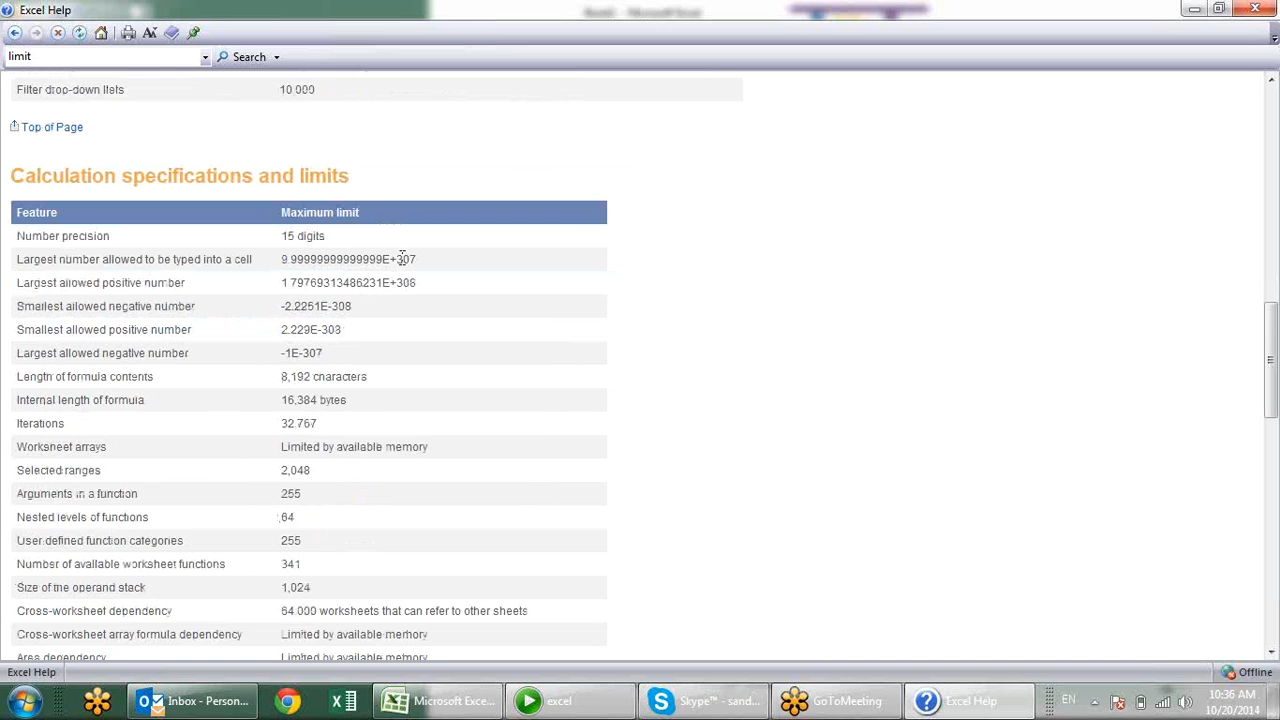 Excel Help
limit
Search
Filter drop-down lists 10 000
Top of Page
Calculation specifications and limits
Feature Maximum limit
Number precision 15 digits
Largest number allowed to be typed into a cell 9 99999999999999E+307
Largest allowed positive number 1 79769313486231E+308
Smallest allowed negative number -2.2251E-308
Smallest allowed positive number 2.229E-308
Largest allowed negative number -1E-307
Length of formula contents 8,192 characters
Internal length of formula 16,384 bytes
Iterations 32.767
Worksheet arrays Limited by available memory
Selected ranges 2,048
Arguments in a function 255
Nested levels of functions 64
User defined function categories 255
Number of available worksheet functions 341
Size of the operand stack 1,024
Cross-worksheet dependency 64 000 worksheets that can refer to other sheets
Cross-worksheet array formula dependency Limited by available memory
Area dependency Limited by available memory
Excel Help Offline
Inbox - Person... Microsoft Exce... excel Skype™ - sand... GoToMeeting Excel Help EN 10:36 AM
10/20/2014